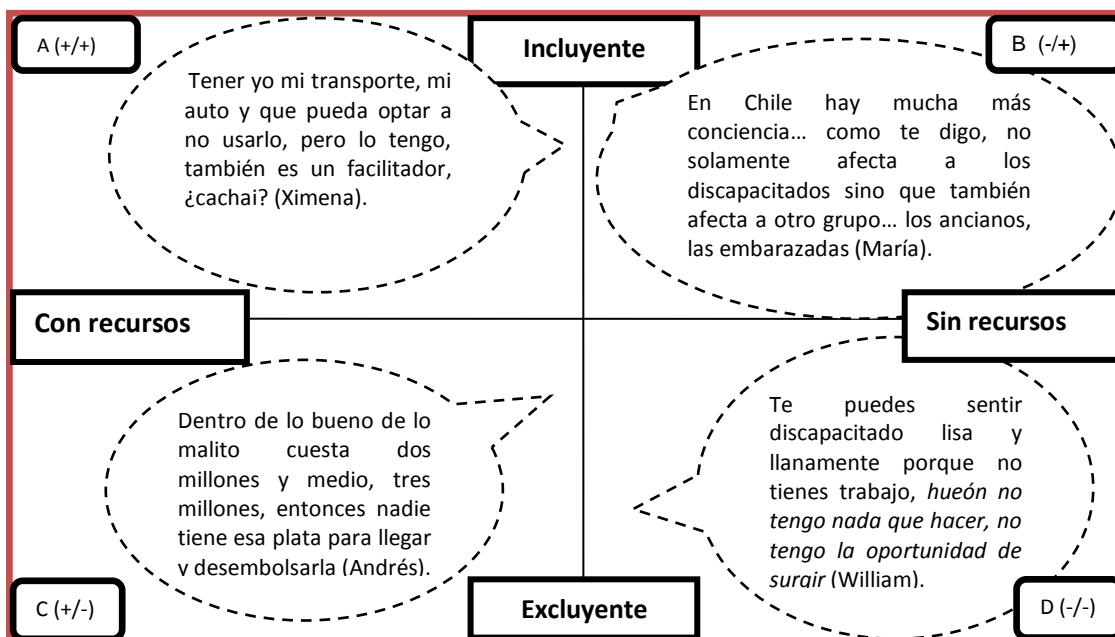 A (+/+)
Incluyente
B (-/+)
Tener yo mi transporte, mi
auto y que pueda optar a
no usarlo, pero lo tengo,
también es un facilitador,
¿cachai? (Ximena).
En Chile hay mucha más
conciencia… como te digo, no
solamente afecta a los
discapacitados sino que también
afecta a otro grupo… los ancianos,
las embarazadas (María).
Con recursos
Sin recursos
Dentro de lo bueno de lo
malito cuesta dos
millones y medio, tres
millones, entonces nadie
tiene esa plata para llegar
y desembolsarla (Andrés).
Te puedes sentir
discapacitado lisa y
llanamente porque no
tienes trabajo, hueón no
tengo nada que hacer, no
tengo la oportunidad de
surgir (William).
C (+/-)
Excluyente
D (-/-)